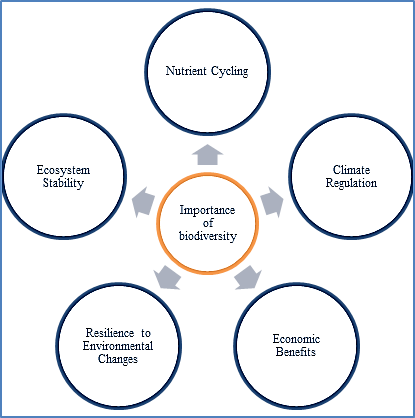 Nutrient Cycling
Ecosystem
Stability
Climate
Regulation
Importance
of
biodiversity
Resilience to
Environmental
Changes
Economic
Benefits